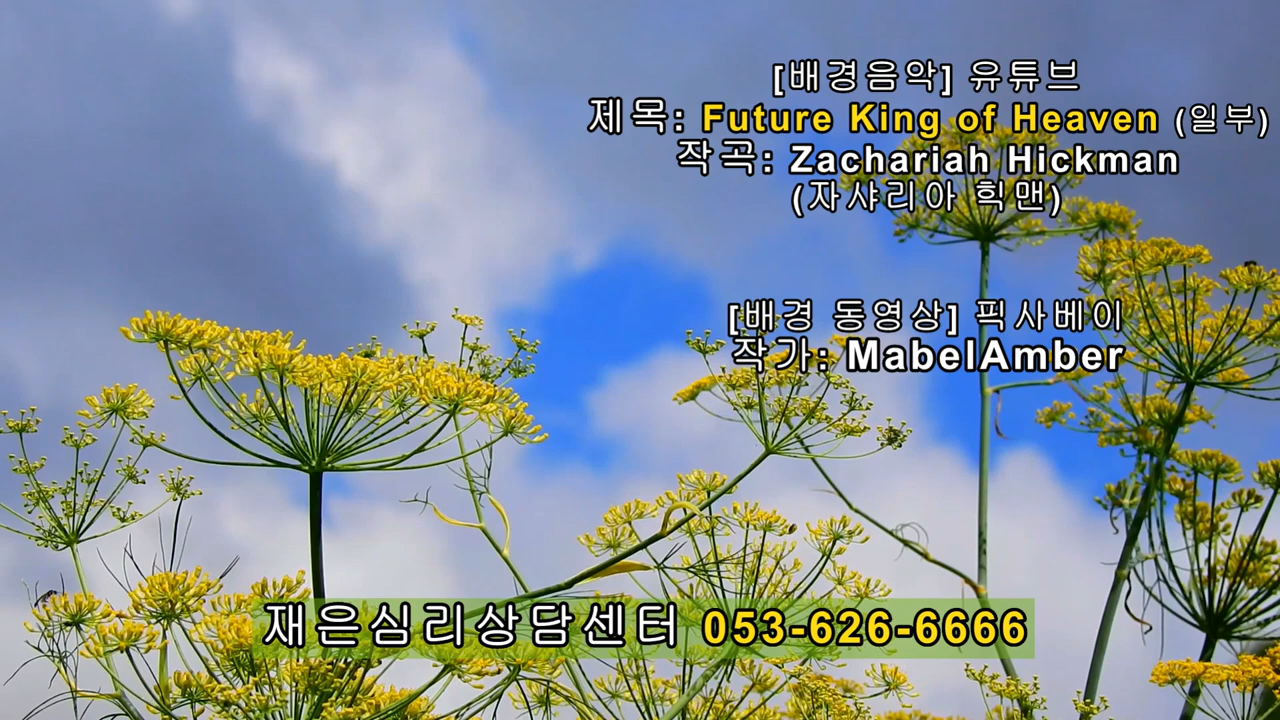 [배경음악] 유튜브
제목: Future King of Heaven (일부)
작곡: Zachariah Hickman
(자샤리아 힉맨)
[배경 동영상] 픽사베이
작가: MabelAmber
재은심리상담센터 053-626-6666